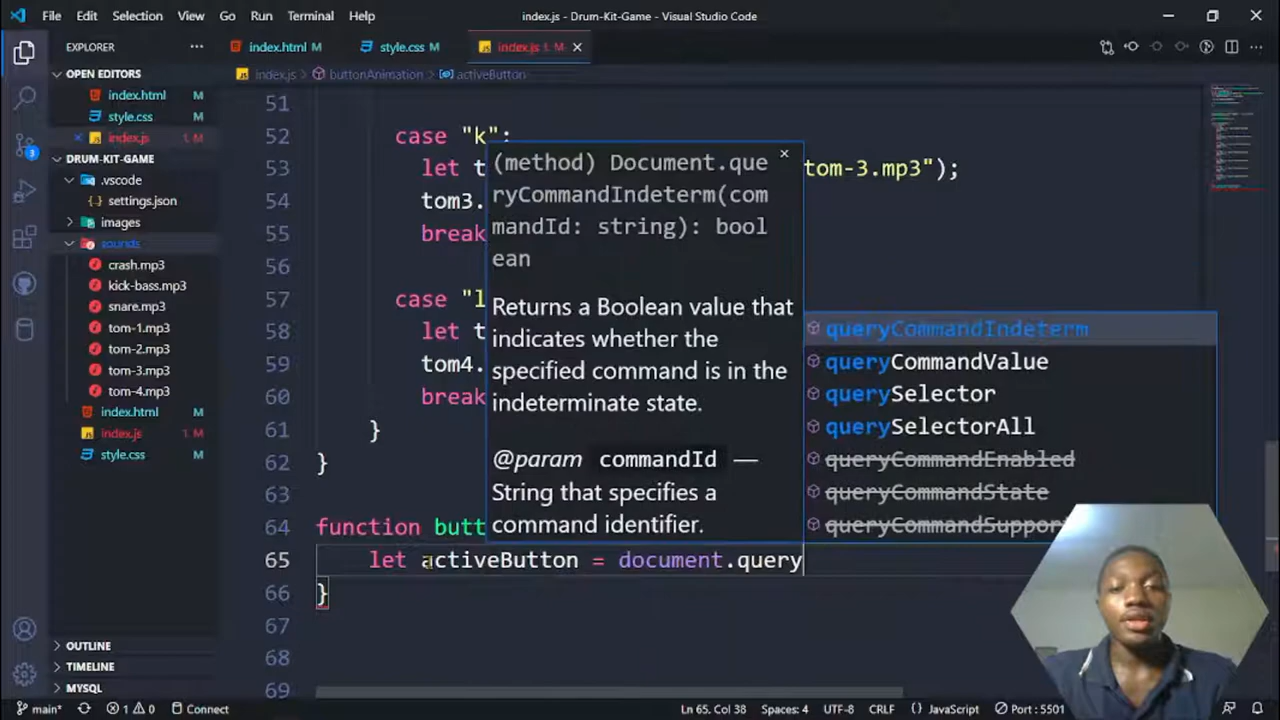 File Edit Selection View Go Run Terminal Help
index.js - Drum-Kit-Game - Visual Studio Code
EXPLORER
OPEN EDITORS
index.html M
style.css M
index.js 1, M
DRUM-KIT-GAME
.vscode
settings.json
images
sounds
crash.mp3
kick-bass.mp3
snare.mp3
tom-1.mp3
tom-2.mp3
tom-3.mp3
tom-4.mp3
index.html M
index.js 1, M
style.css M
OUTLINE
TIMELINE
MYSQL
index.html M
style.css M
index.js 1, M
index.js > buttonAnimation > activeButton
51
52 case "k":
53 let t tom-3.mp3");
54 tom3.
55 break
56
57 case "l
58 let t
59 tom4.
60 break
61 }
62 }
63
64 function butt
65 let activeButton = document.query
66 }
67
68
69
(method) Document.que
ryCommandIndeterm(com
mandId: string): bool
ean
Returns a Boolean value that
indicates whether the
specified command is in the
indeterminate state.
@param commandId —
String that specifies a
command identifier.
queryCommandIndeterm
queryCommandValue
querySelector
querySelectorAll
queryCommandEnabled
queryCommandState
queryCommandSuppor
main* 1 0 Connect
Ln 65, Col 38 Spaces: 4 UTF-8 CRLF {} JavaScript Port : 5501
3